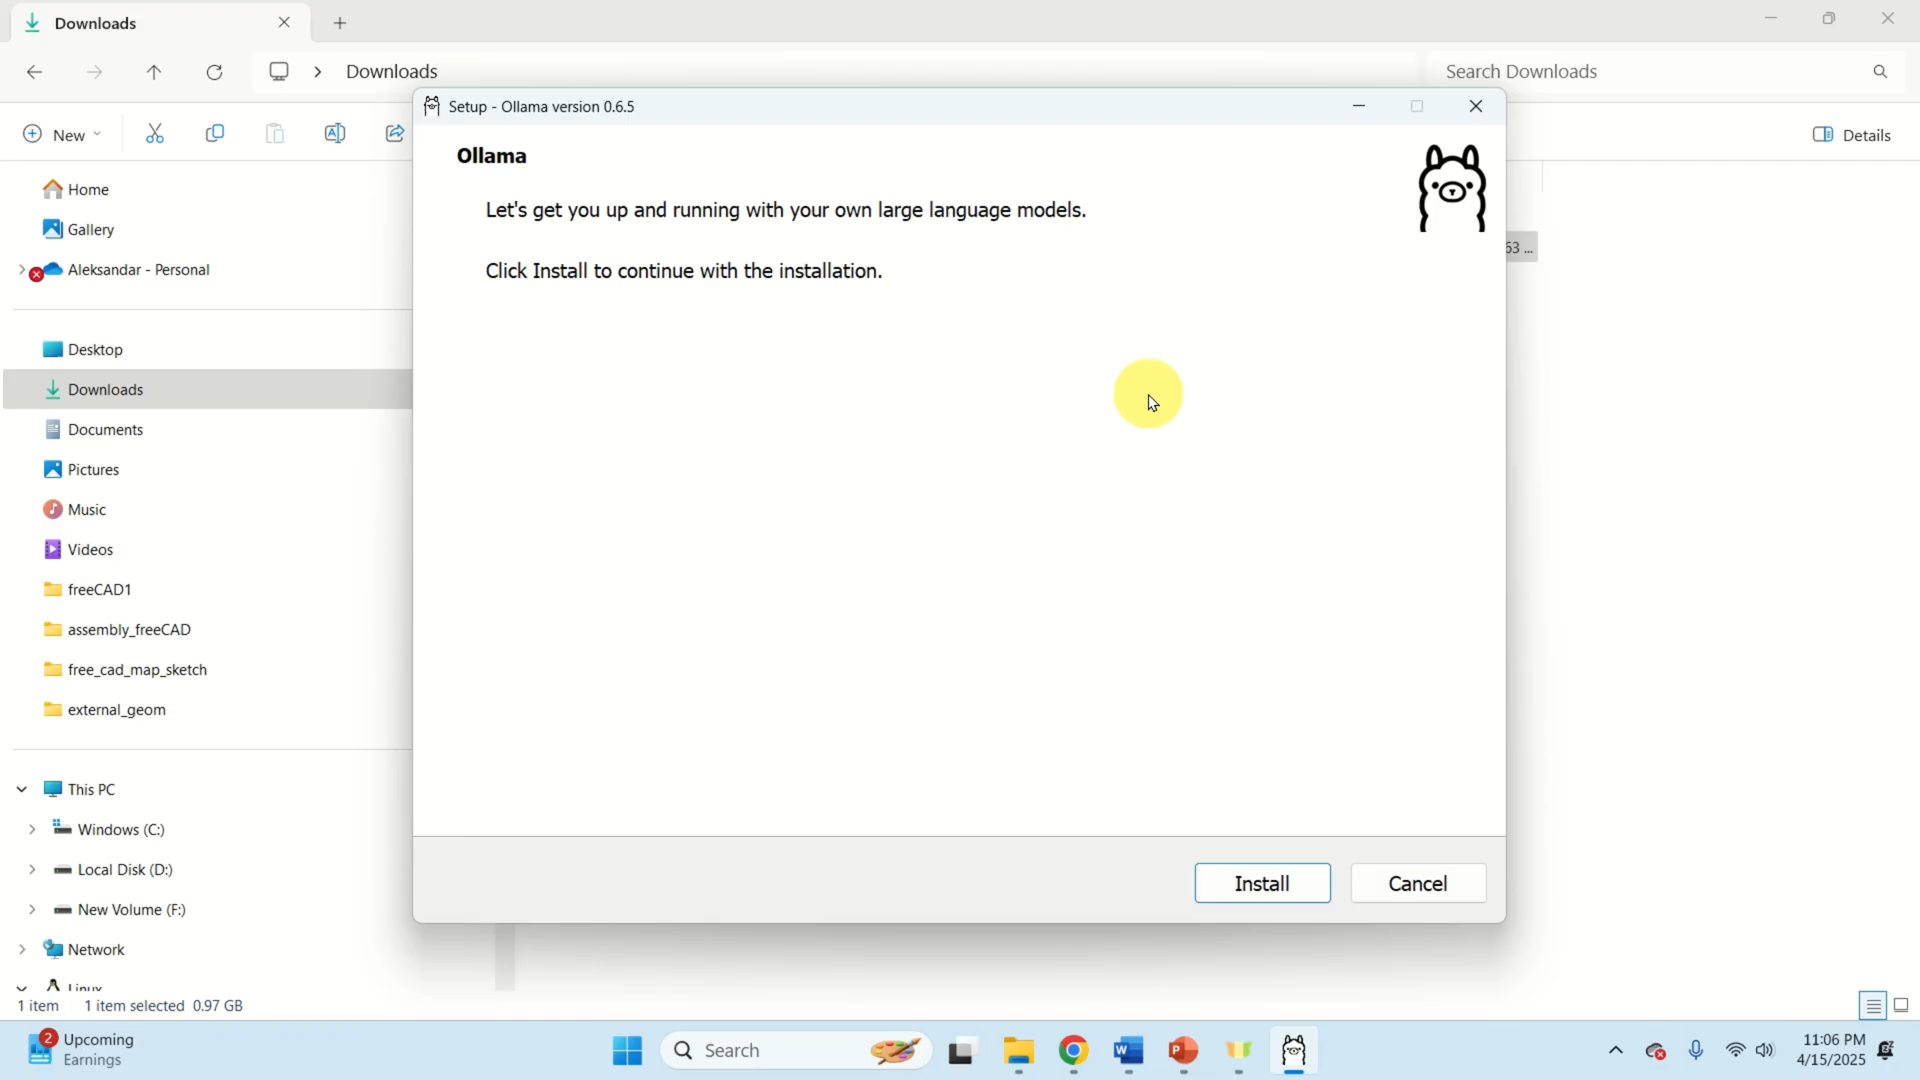 Downloads
Downloads
Search Downloads
New
Details
Setup - Ollama version 0.6.5
Ollama
Let's get you up and running with your own large language models.
Click Install to continue with the installation.
63 ...
Home
Gallery
Aleksandar - Personal
Desktop
Downloads
Documents
Pictures
Music
Videos
freeCAD1
assembly_freeCAD
free_cad_map_sketch
external_geom
This PC
Windows (C:)
Local Disk (D:)
New Volume (F:)
Network
Linux
Install
Cancel
1 item 1 item selected 0.97 GB
2
Upcoming
Earnings
Search
11:06 PM
4/15/2025